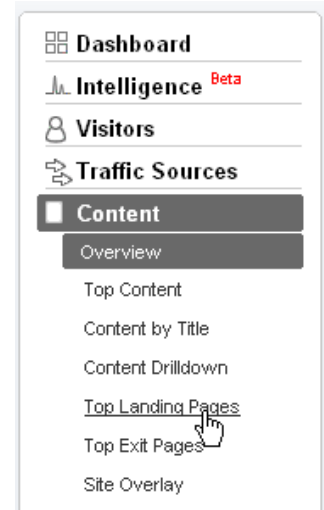 Dashboard
Intelligence Beta
Visitors
Traffic Sources
Content
Overview
Top Content
Content by Title
Content Drilldown
Top Landing Pages
Top Exit Pages
Site Overlay